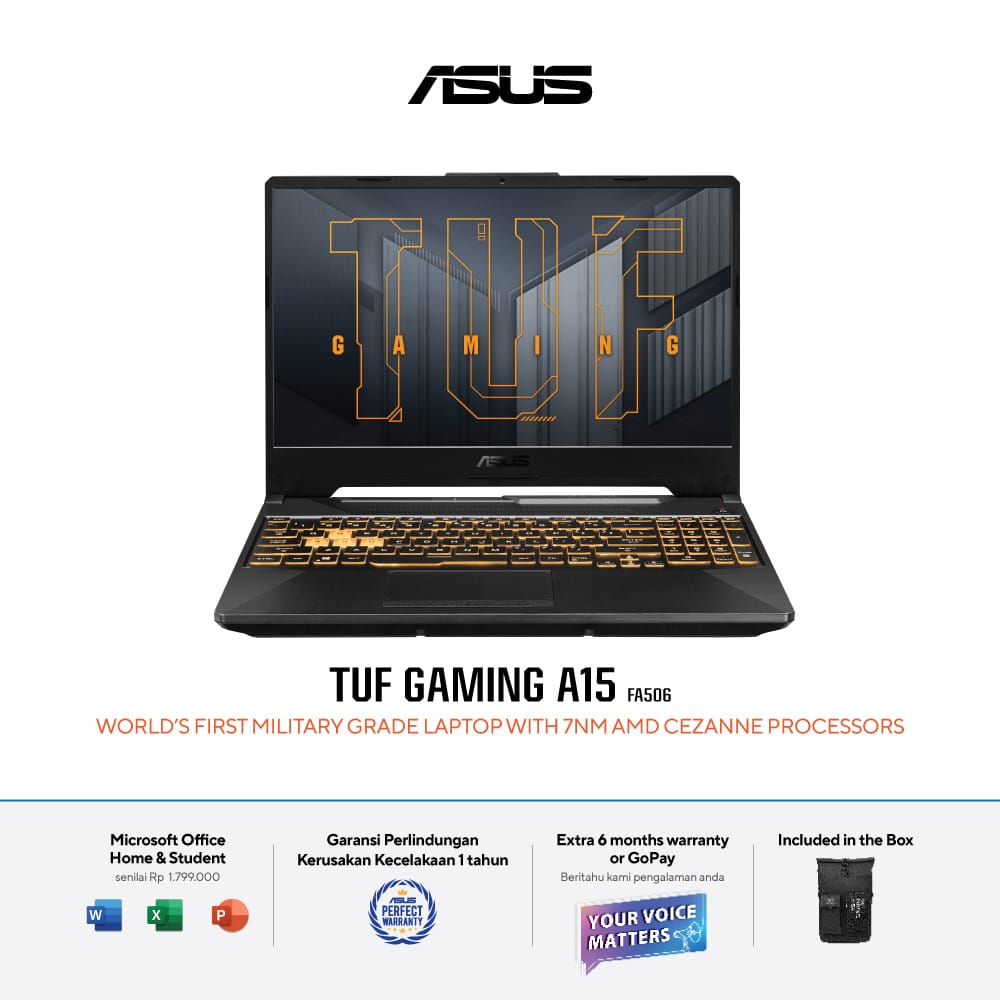 ASUS
TUF
GAMING
ASUS
TUF GAMING A15 FA506
WORLD'S FIRST MILITARY GRADE LAPTOP WITH 7NM AMD CEZANNE PROCESSORS
Microsoft Office
Home & Student
senilai Rp 1.799.000
W X P
Garansi Perlindungan
Kerusakan Kecelakaan 1 tahun
ASUS
PERFECT
WARRANTY
Extra 6 months warranty
or GoPay
Beritahu kami pengalaman anda
YOUR VOICE
MATTERS
Included in the Box